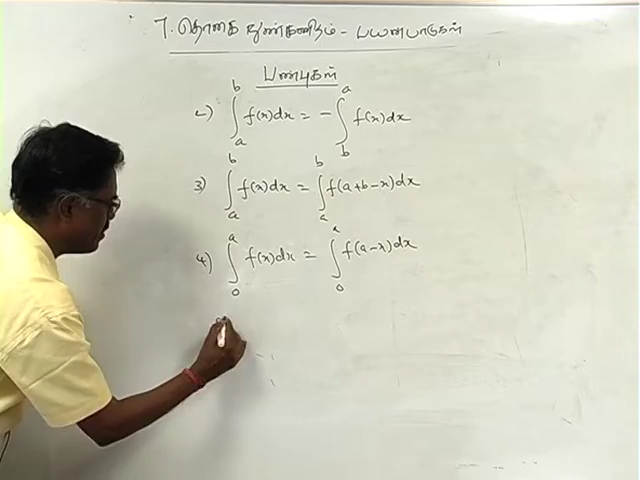 7. தொகை நுண்கணிதம் - பயன்பாடுகள்
பண்புகள்
2) ∫_a^b f(x)dx = - ∫_b^a f(x)dx
3) ∫_a^b f(x)dx = ∫_a^b f(a+b-x)dx
4) ∫_0^a f(x)dx = ∫_0^a f(a-x)dx